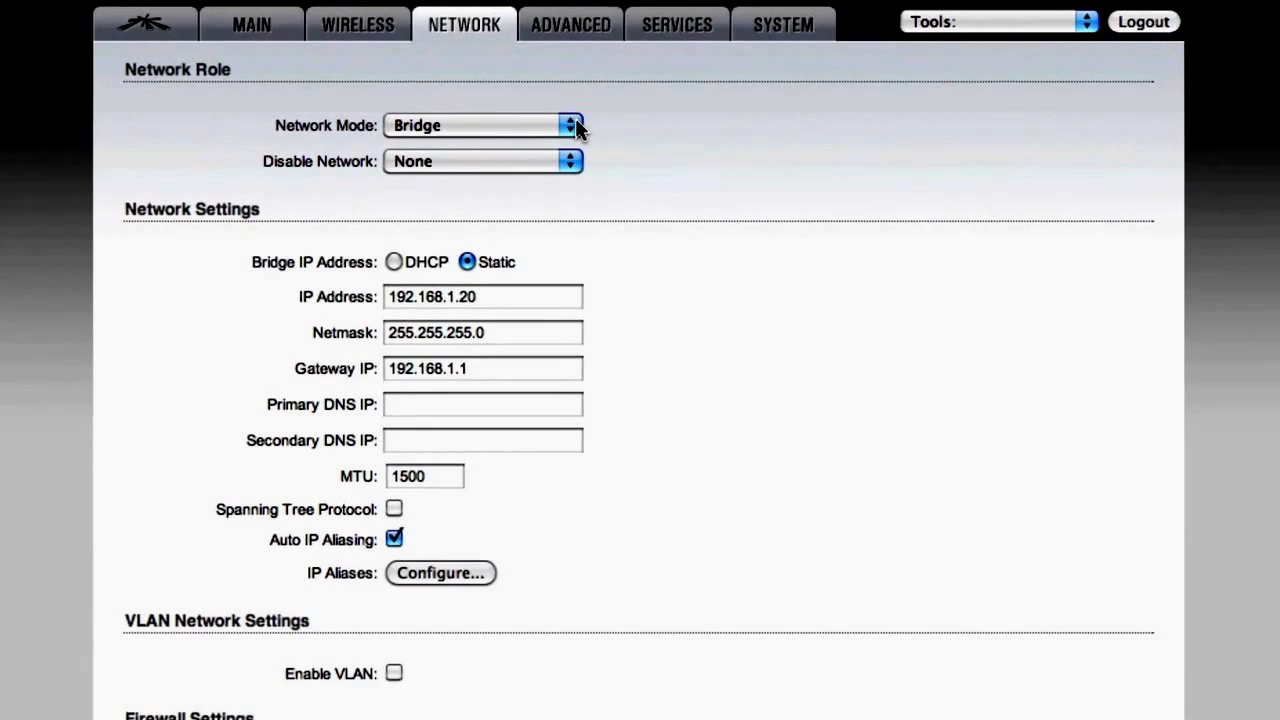 MAIN WIRELESS NETWORK ADVANCED SERVICES SYSTEM Tools: Logout
Network Role
Network Mode: Bridge
Disable Network: None
Network Settings
Bridge IP Address: DHCP Static
IP Address: 192.168.1.20
Netmask: 255.255.255.0
Gateway IP: 192.168.1.1
Primary DNS IP:
Secondary DNS IP:
MTU: 1500
Spanning Tree Protocol:
Auto IP Aliasing:
IP Aliases: Configure...
VLAN Network Settings
Enable VLAN:
Firewall Settings